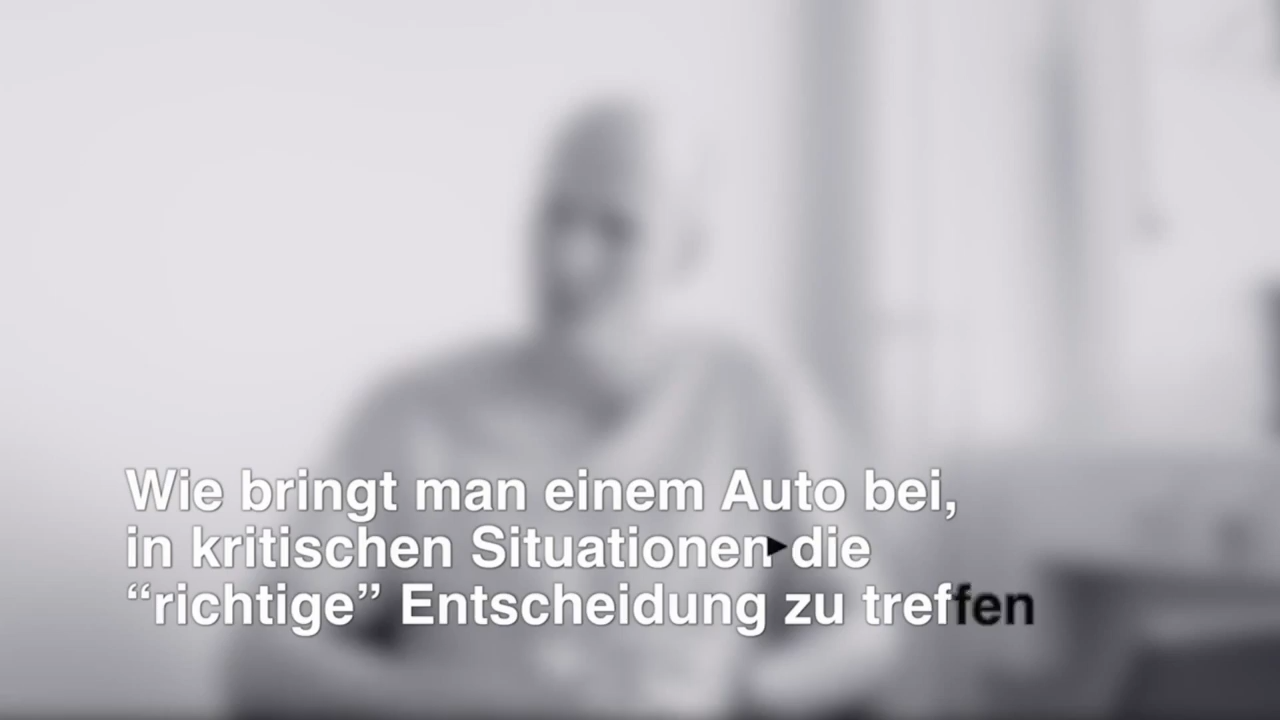 Wie bringt man einem Auto bei,
in kritischen Situationen die
“richtige” Entscheidung zu treffen